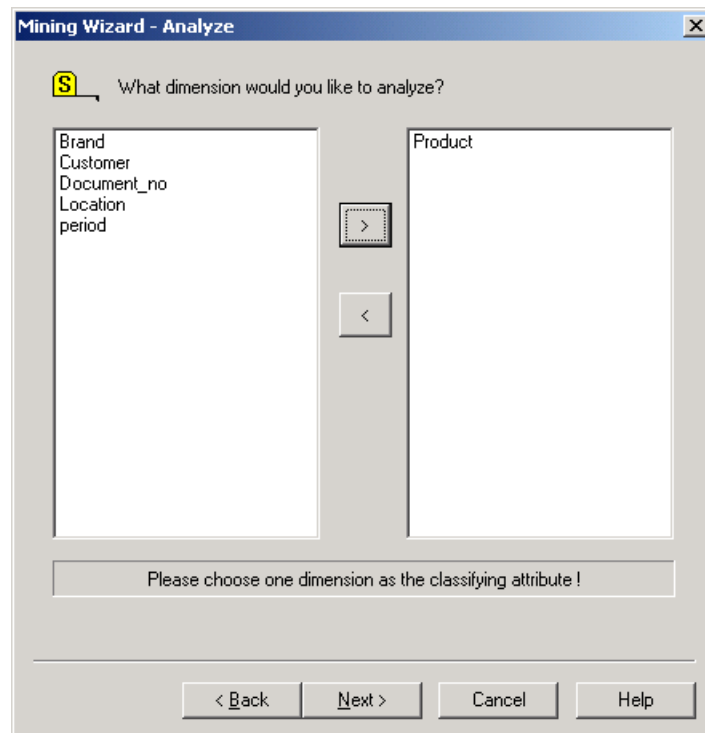 Mining Wizard - Analyze
S
What dimension would you like to analyze?
Brand
Customer
Document_no
Location
period
>
<
Product
Please choose one dimension as the classifying attribute !
< Back
Next >
Cancel
Help